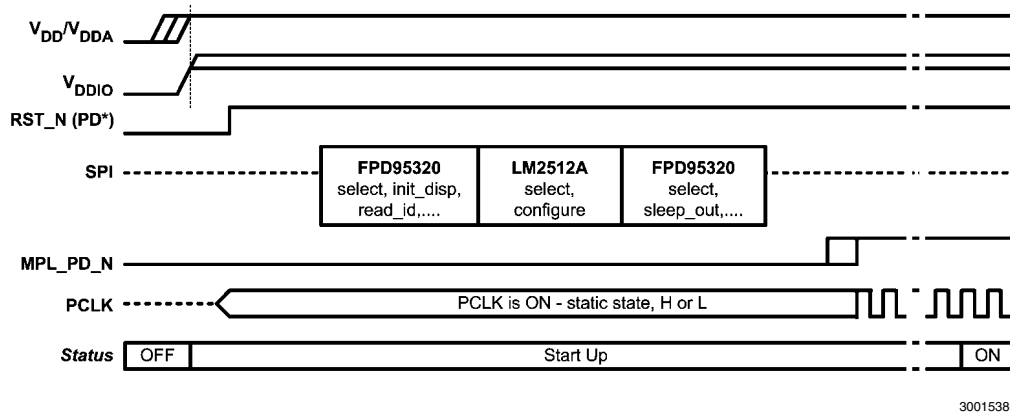 VDD/VDDA
VDDIO
RST_N (PD*)
SPI
FPD95320
select, init_disp,
read_id,....
LM2512A
select,
configure
FPD95320
select,
sleep_out,....
MPL_PD_N
PCLK
PCLK is ON - static state, H or L
Status
OFF
Start Up
ON
3001538